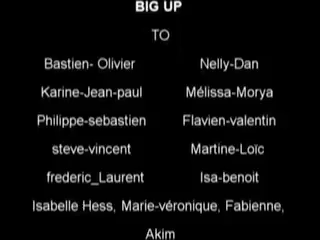 BIG UP
TO
Bastien- Olivier
Nelly-Dan
Karine-Jean-paul
Mélissa-Morya
Philippe-sebastien
Flavien-valentin
steve-vincent
Martine-Loïc
frederic_Laurent
Isa-benoit
Isabelle Hess, Marie-véronique, Fabienne,
Akim